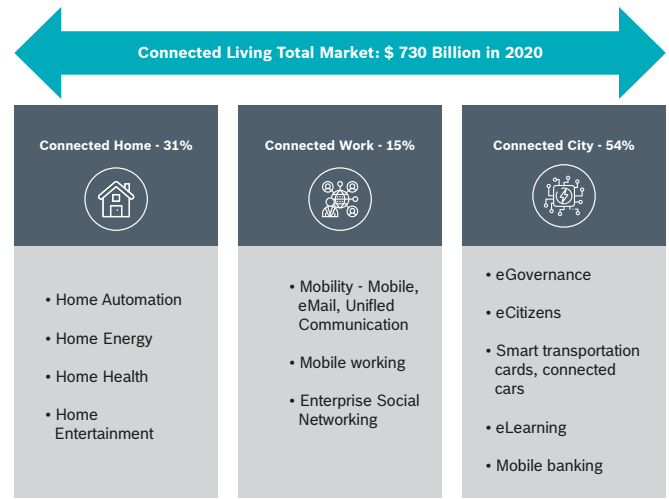 Connected Living Total Market: $ 730 Billion in 2020
Connected Home - 31%
• Home Automation
• Home Energy
• Home Health
• Home
Entertainment
Connected Work - 15%
• Mobility - Mobile,
eMail, Unifled
Communication
• Mobile working
• Enterprise Social
Networking
Connected City - 54%
• eGovernance
• eCitizens
• Smart transportation
cards, connected
cars
• eLearning
• Mobile banking